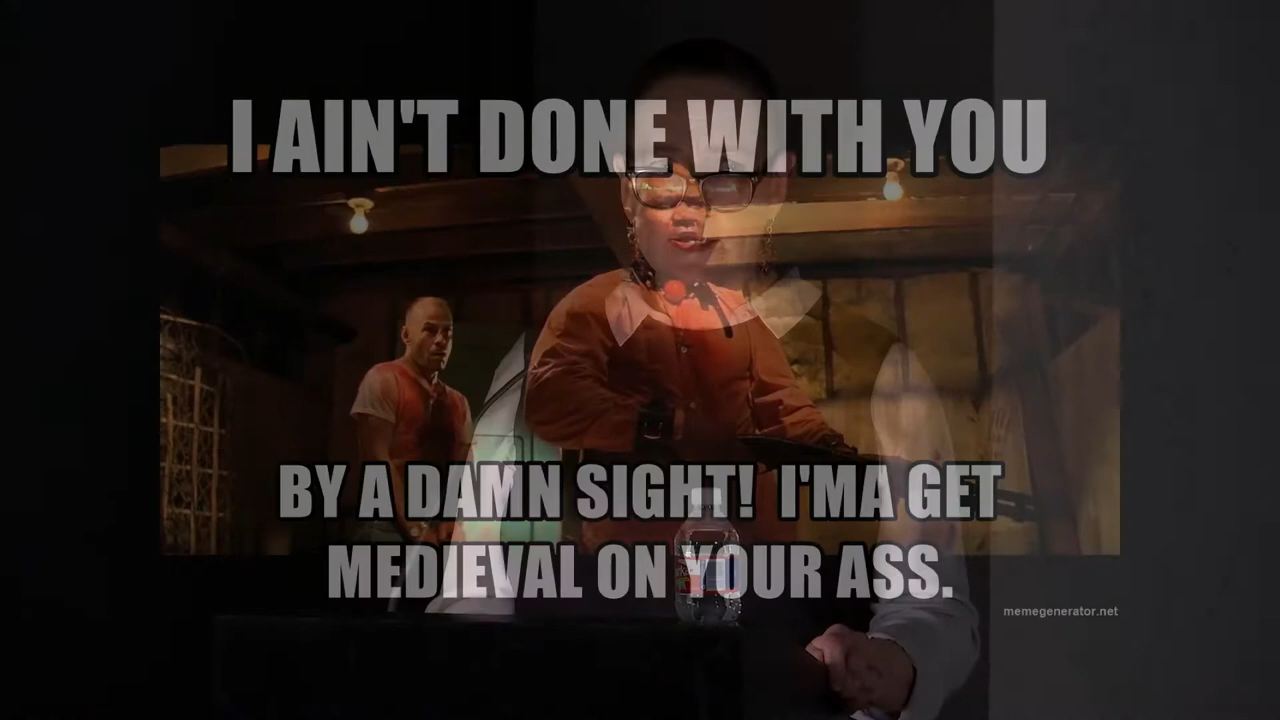 I AIN'T DONE WITH YOU
BY A DAMN SIGHT! I'MA GET
MEDIEVAL ON YOUR ASS.
memegenerator.net